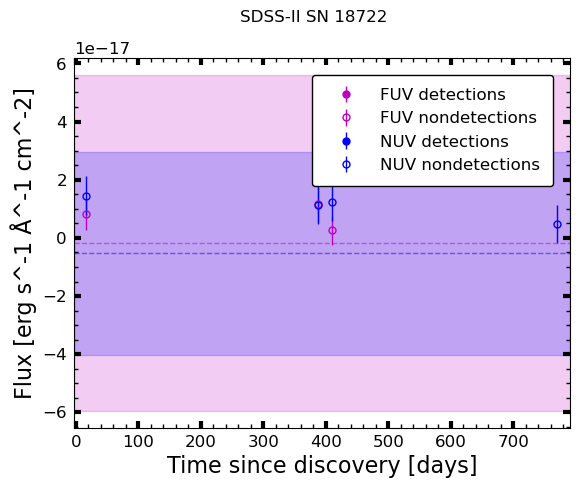 SDSS-II SN 18722
1e−17
FUV detections
FUV nondetections
NUV detections
NUV nondetections
6
4
2
0
−2
−4
−6
Flux [erg s^-1 Å^-1 cm^-2]
0 100 200 300 400 500 600 700
Time since discovery [days]